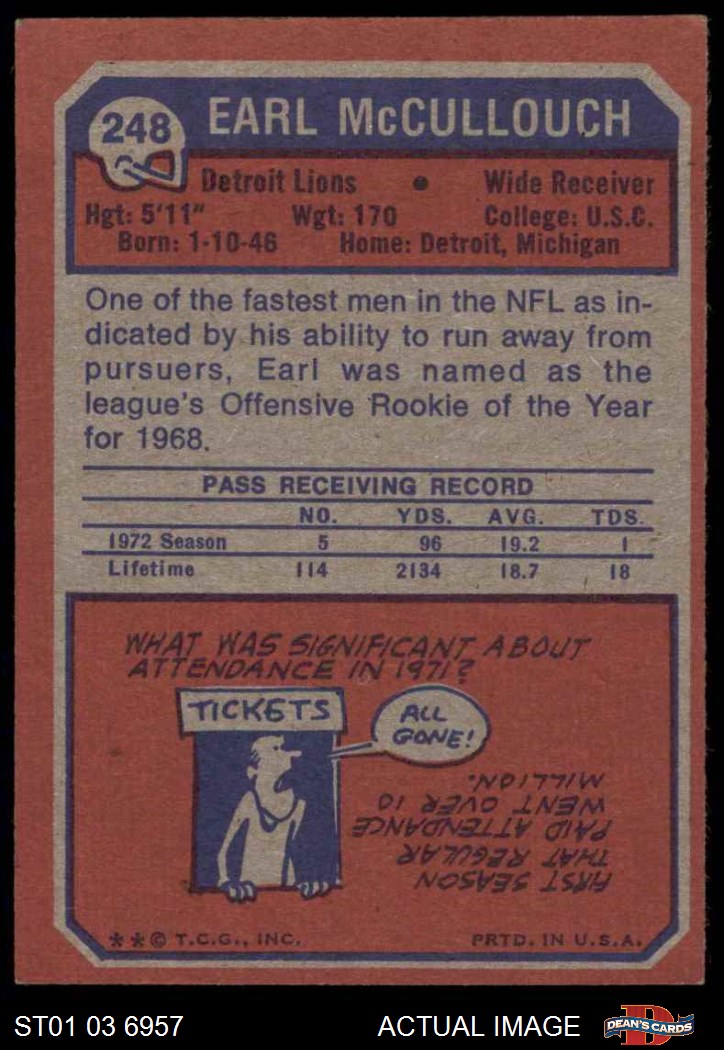 248
EARL McCULLOUCH
Detroit Lions • Wide Receiver
Hgt: 5'11" Wgt: 170 College: U.S.C.
Born: 1-10-46 Home: Detroit, Michigan
One of the fastest men in the NFL as in-
dicated by his ability to run away from
pursuers, Earl was named as the
league's Offensive Rookie of the Year
for 1968.
PASS RECEIVING RECORD
NO. YDS. AVG. TDS.
1972 Season 5 96 19.2 1
Lifetime 114 2134 18.7 18
WHAT WAS SIGNIFICANT ABOUT
ATTENDANCE IN 1971?
TICKETS
ALL
GONE!
FIRST SEASON
THAT REGULAR
PAID ATTENDANCE
WENT OVER 10
MILLION.
**© T.C.G., INC. PRTD. IN U.S.A.
ST01 03 6957 ACTUAL IMAGE
D
DEAN'S CARDS